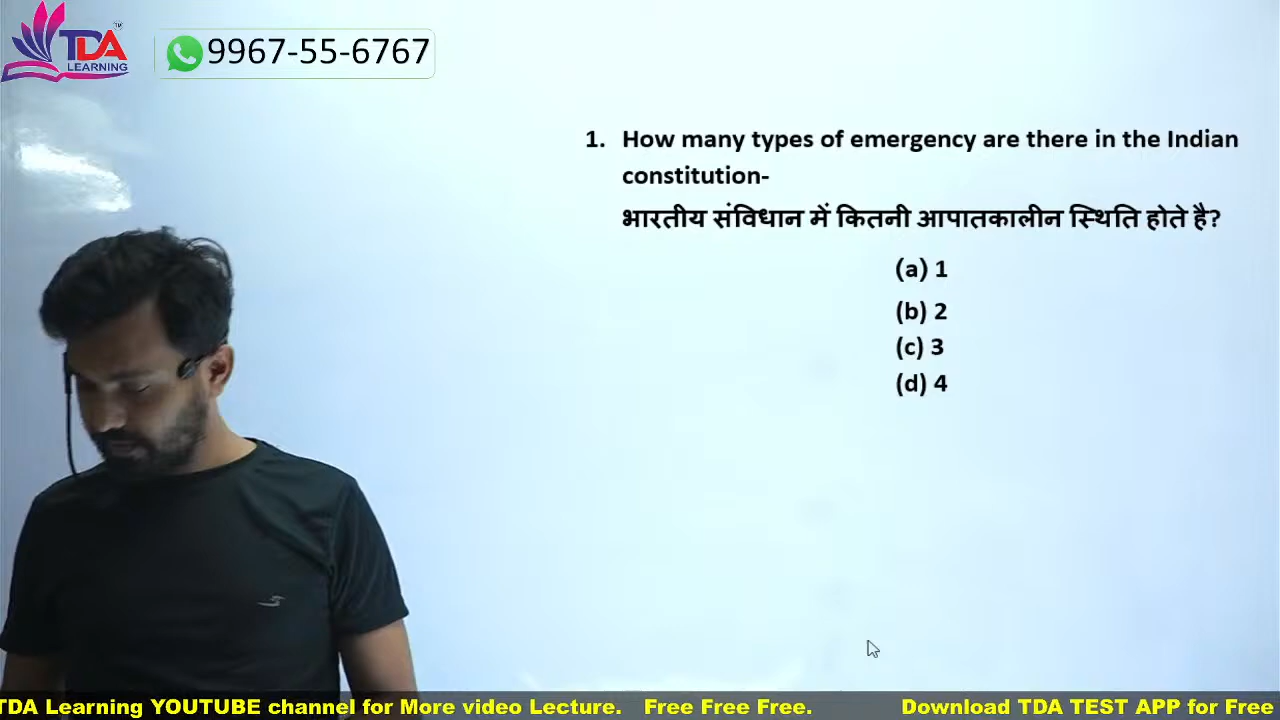 TDA
LEARNING
9967-55-6767
1. How many types of emergency are there in the Indian
constitution-
भारतीय संविधान में कितनी आपातकालीन स्थिति होते है?
(a) 1
(b) 2
(c) 3
(d) 4
TDA Learning YOUTUBE channel for More video Lecture. Free Free Free. Download TDA TEST APP for Free